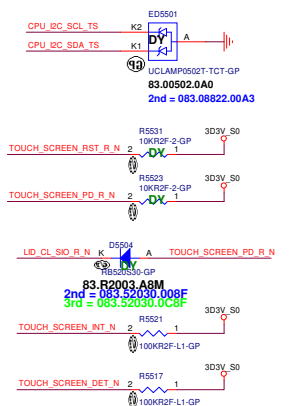 ED5501
CPU_I2C_SCL_TS K2
DY A
CPU_I2C_SDA_TS K1
UCLAMP0502T-TCT-GP
83.00502.0A0
2nd = 083.08822.00A3
R5531 3D3V_S0
10KR2F-2-GP
TOUCH_SCREEN_RST_R_N 2 1
DY
R5523 3D3V_S0
10KR2F-2-GP
TOUCH_SCREEN_PD_R_N 2 1
DY
D5504
LID_CL_SIO_R_N K A TOUCH_SCREEN_PD_R_N
DY
RB520S30-GP
83.R2003.A8M
2nd = 083.52030.008F
3rd = 083.52030.0C8F
3D3V_S0
R5521
TOUCH_SCREEN_INT_N 2 1
100KR2F-L1-GP
3D3V_S0
R5517
TOUCH_SCREEN_DET_N 2 1
100KR2F-L1-GP